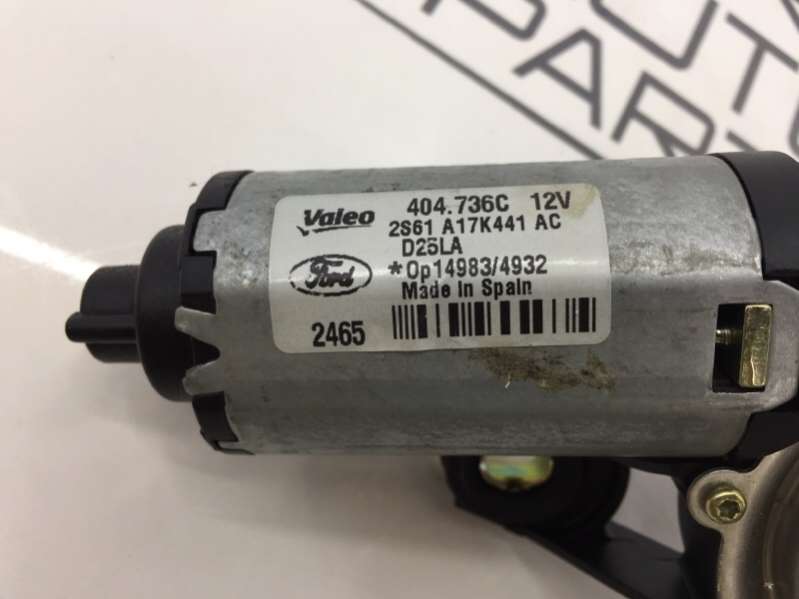 Valeo 404.736C 12V
2S61 A17K441 AC
D25LA
Ford *Op14983/4932
Made in Spain
2465